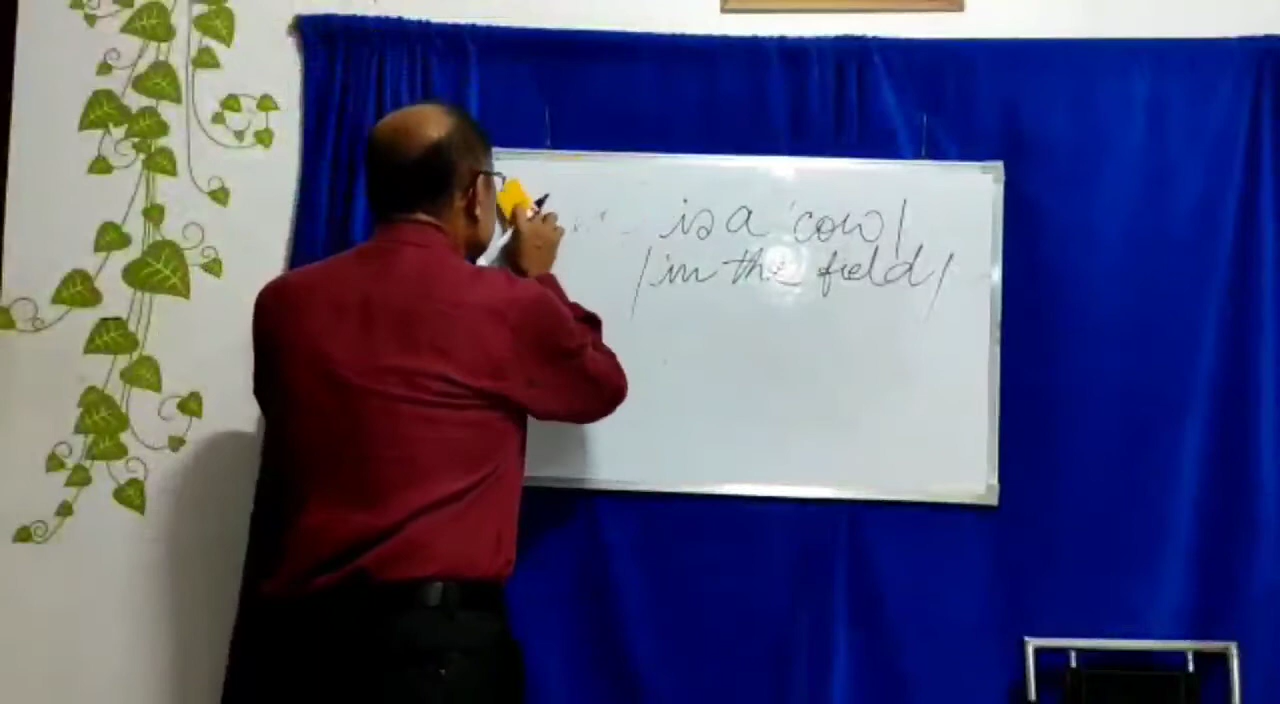 is a cow/
/in the field/